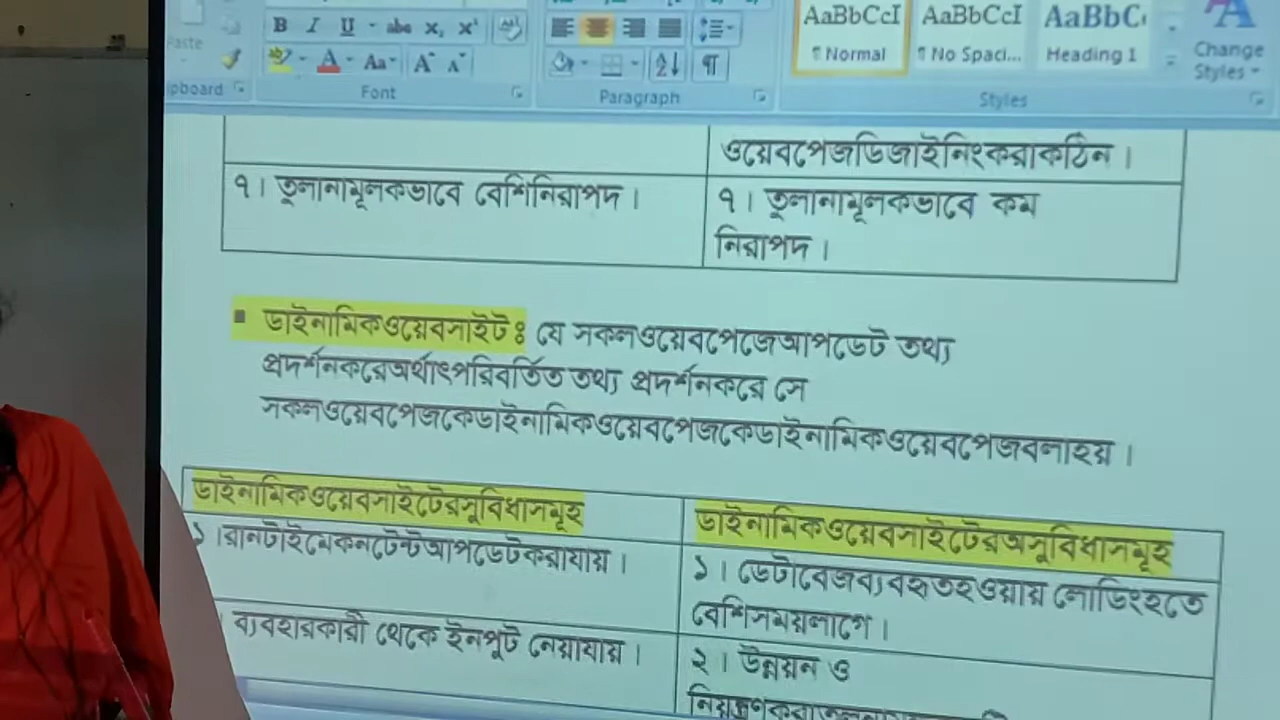 Paste
B I U abe x, x²
Aa A A
AaBbCcI AaBbCcI AaBbC
Normal No Spaci... Heading 1
Change
Styles
ipboard Font Paragraph Styles
ওয়েবপেজডিজাইনিংকরাকঠিন।
৭। তুলানামূলকভাবে বেশিনিরাপদ।
৭। তুলানামূলকভাবে কম
নিরাপদ।
ডাইনামিকওয়েবসাইটঃ যে সকলওয়েবপেজেআপডেট তথ্য
প্রদর্শনকরেঅর্থাৎপরিবর্তিত তথ্য প্রদর্শনকরে সে
সকলওয়েবপেজকেডাইনামিকওয়েবপেজকেডাইনামিকওয়েবপেজবলাহয়।
ডাইনামিকওয়েবসাইটেরসুবিধাসমূহ
ডাইনামিকওয়েবসাইটেরঅসুবিধাসমূহ
১।রানটাইমেকনটেন্টআপডেটকরাযায়।
১। ডেটাবেজব্যবহৃতহওয়ায় লোডিংহতে
বেশিসময়লাগে।
ব্যবহারকারী থেকে ইনপুট নেয়াযায়।
২। উন্নয়ন ও